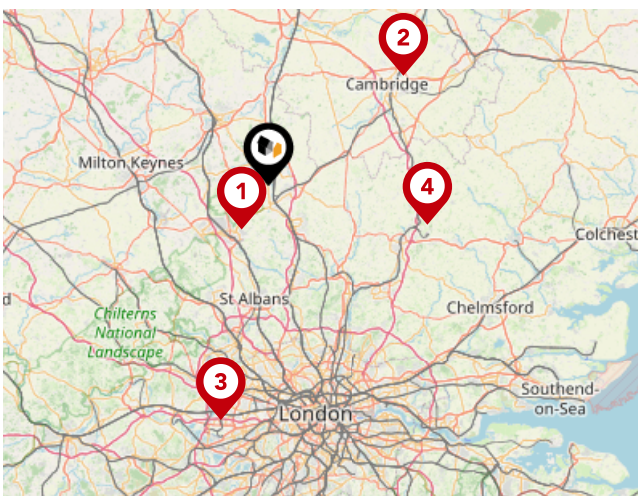 2
Cambridge
Milton Keynes
1
4
Colchest
d
St Albans
Chilterns
National
Landscape
Chelmsford
3
Southend-
on-Sea
London